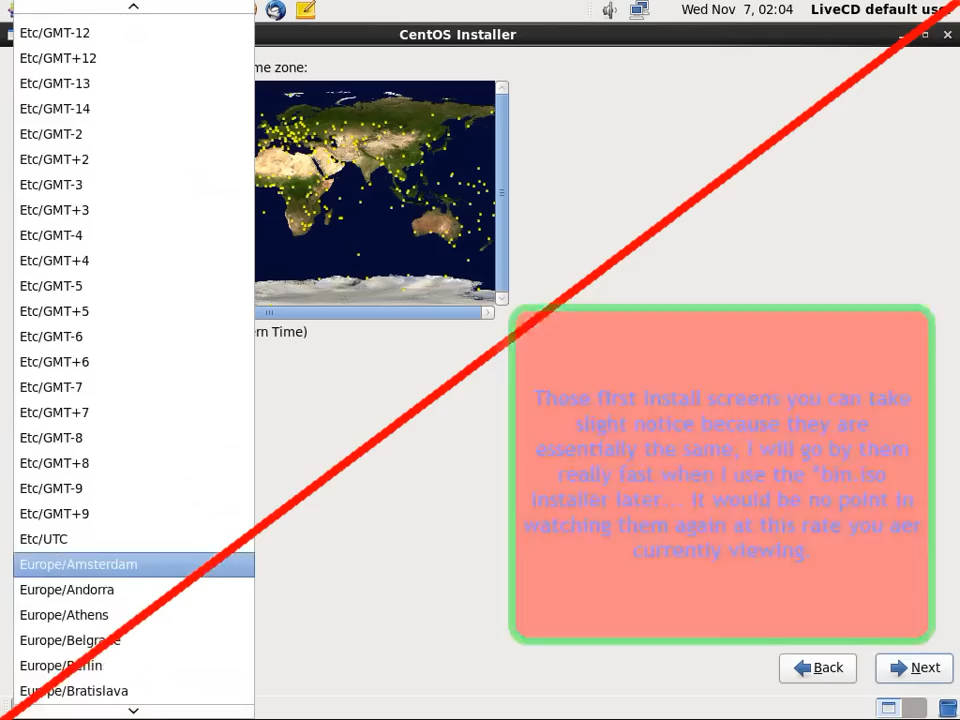 Wed Nov 7, 02:04
LiveCD default use
CentOS Installer
Etc/GMT-12
Etc/GMT+12
Etc/GMT-13
Etc/GMT-14
Etc/GMT-2
Etc/GMT+2
Etc/GMT-3
Etc/GMT+3
Etc/GMT-4
Etc/GMT+4
Etc/GMT-5
Etc/GMT+5
Etc/GMT-6
Etc/GMT+6
Etc/GMT-7
Etc/GMT+7
Etc/GMT-8
Etc/GMT+8
Etc/GMT-9
Etc/GMT+9
Etc/UTC
Europe/Amsterdam
Europe/Andorra
Europe/Athens
Europe/Belgrade
Europe/Berlin
Europe/Bratislava
me zone:
ern Time)
These first install screens you can take
slight notice because they are
essentially the same, I will go by them
really fast when I use the *bin.iso
installer later... It would be no point in
watching them again at this rate you aer
currently viewing.
Back
Next